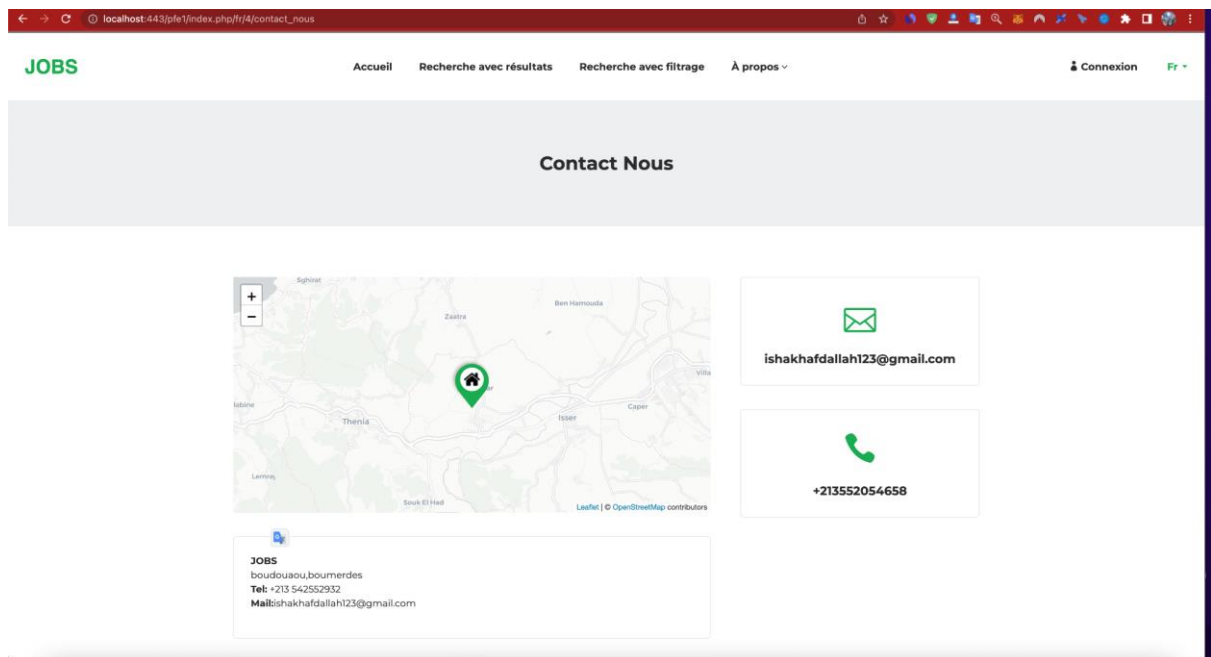 localhost:443/pfe1/index.php/fr/4/contact_nous
JOBS
Accueil Recherche avec résultats Recherche avec filtrage À propos
Connexion Fr
Contact Nous
+
−
Sghirat
Ben Hamouda
Zaatra
Thenia
Isser
Caper
Souk El Had
Leaflet | © OpenStreetMap contributors
ishakhafdallah123@gmail.com
+213552054658
JOBS
boudouaou,boumerdes
Tel: +213 542552932
Mail:ishakhafdallah123@gmail.com